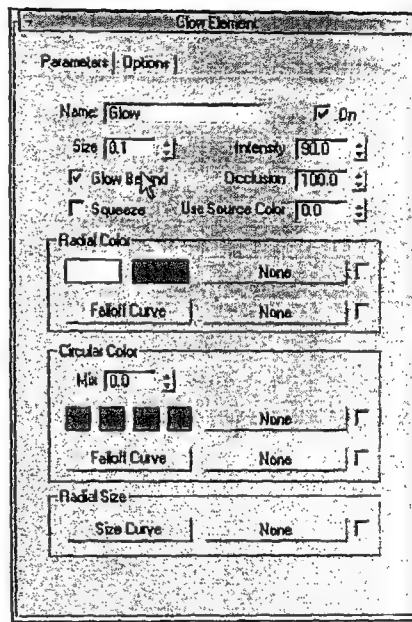 Glow Element
Parameters | Options |
Name: Glow On
Size 0.1 Intensity 90.0
Glow Behind Occlusion 100.0
Squeeze Use Source Color 0.0
Radial Color
None
Falloff Curve None
Circular Color
Mix 0.0
None
Falloff Curve None
Radial Size
Size Curve None